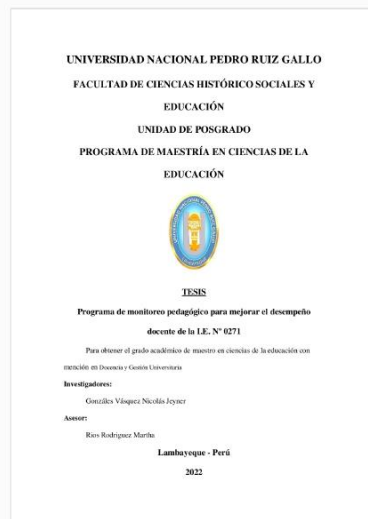 UNIVERSIDAD NACIONAL PEDRO RUIZ GALLO
FACULTAD DE CIENCIAS HISTÓRICO SOCIALES Y
EDUCACIÓN
UNIDAD DE POSGRADO
PROGRAMA DE MAESTRÍA EN CIENCIAS DE LA
EDUCACIÓN
TESIS
Programa de monitoreo pedagógico para mejorar el desempeño
docente de la I.E. N° 0271
Para obtener el grado académico de maestro en ciencias de la educación con
mención en Docencia y Gestión Universitaria
Investigadores:
Gonzáles Vásquez Nicolás Jeyner
Asesor:
Rios Rodriguez Martha
Lambayeque - Perú
2022